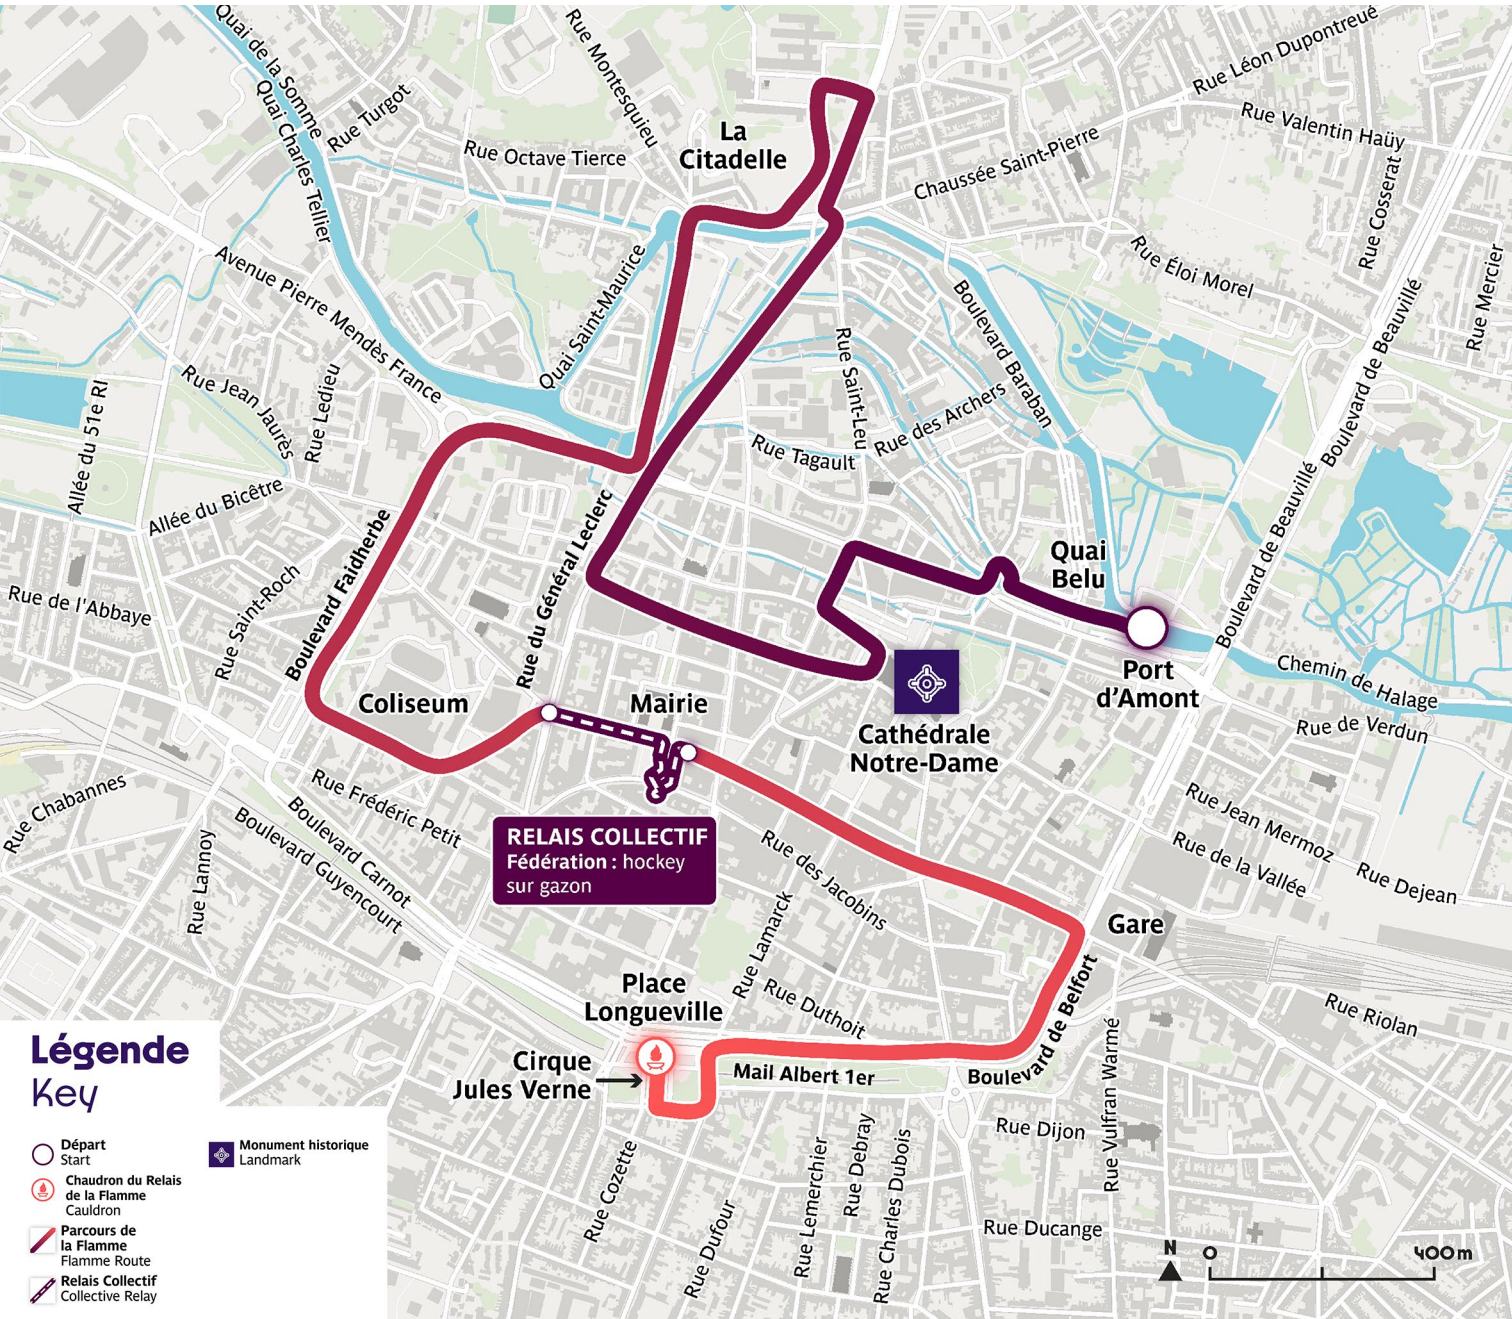 Quai de la Somme
Quai Charles Tellier
Rue Turgot
Rue Montesquieu
Rue Octave Tierce
La
Citadelle
Chaussée Saint-Pierre
Rue Léon Dupontreué
Rue Valentin Haüy
Rue Cosserat
Rue Éloi Morel
Rue Mercier
Boulevard de Beauvillé
Boulevard de Beauvillé
Avenue Pierre Mendès France
Quai Saint-Maurice
Boulevard Baraban
Rue Saint-Leu
Rue des Archers
Rue Tagault
Rue Jean Jaurès
Rue Ledieu
Allée du 51e RI
Allée du Bicêtre
Boulevard Faidherbe
Rue du Général Leclerc
Quai
Belu
Port
d'Amont
Rue de l'Abbaye
Rue Saint-Roch
Coliseum
Mairie
Cathédrale
Notre-Dame
Chemin de Halage
Rue de Verdun
Rue Chabannes
Rue Frédéric Petit
Boulevard Carnot
Boulevard Guyencourt
Rue Lannoy
RELAIS COLLECTIF
Fédération : hockey
sur gazon
Rue des Jacobins
Rue Lamarck
Rue Duthoit
Rue Jean Mermoz
Rue de la Vallée
Rue Dejean
Gare
Boulevard de Belfort
Rue Riolan
Place
Longueville
Cirque
Jules Verne
Mail Albert 1er
Rue Vulfran Warmé
Rue Dijon
Rue Cozette
Rue Dufour
Rue Lemerchier
Rue Debray
Rue Charles Dubois
Rue Ducange
N
0
400m
Légende
Key
Départ
Start
Chaudron du Relais
de la Flamme
Cauldron
Parcours de
la Flamme
Flamme Route
Relais Collectif
Collective Relay
Monument historique
Landmark